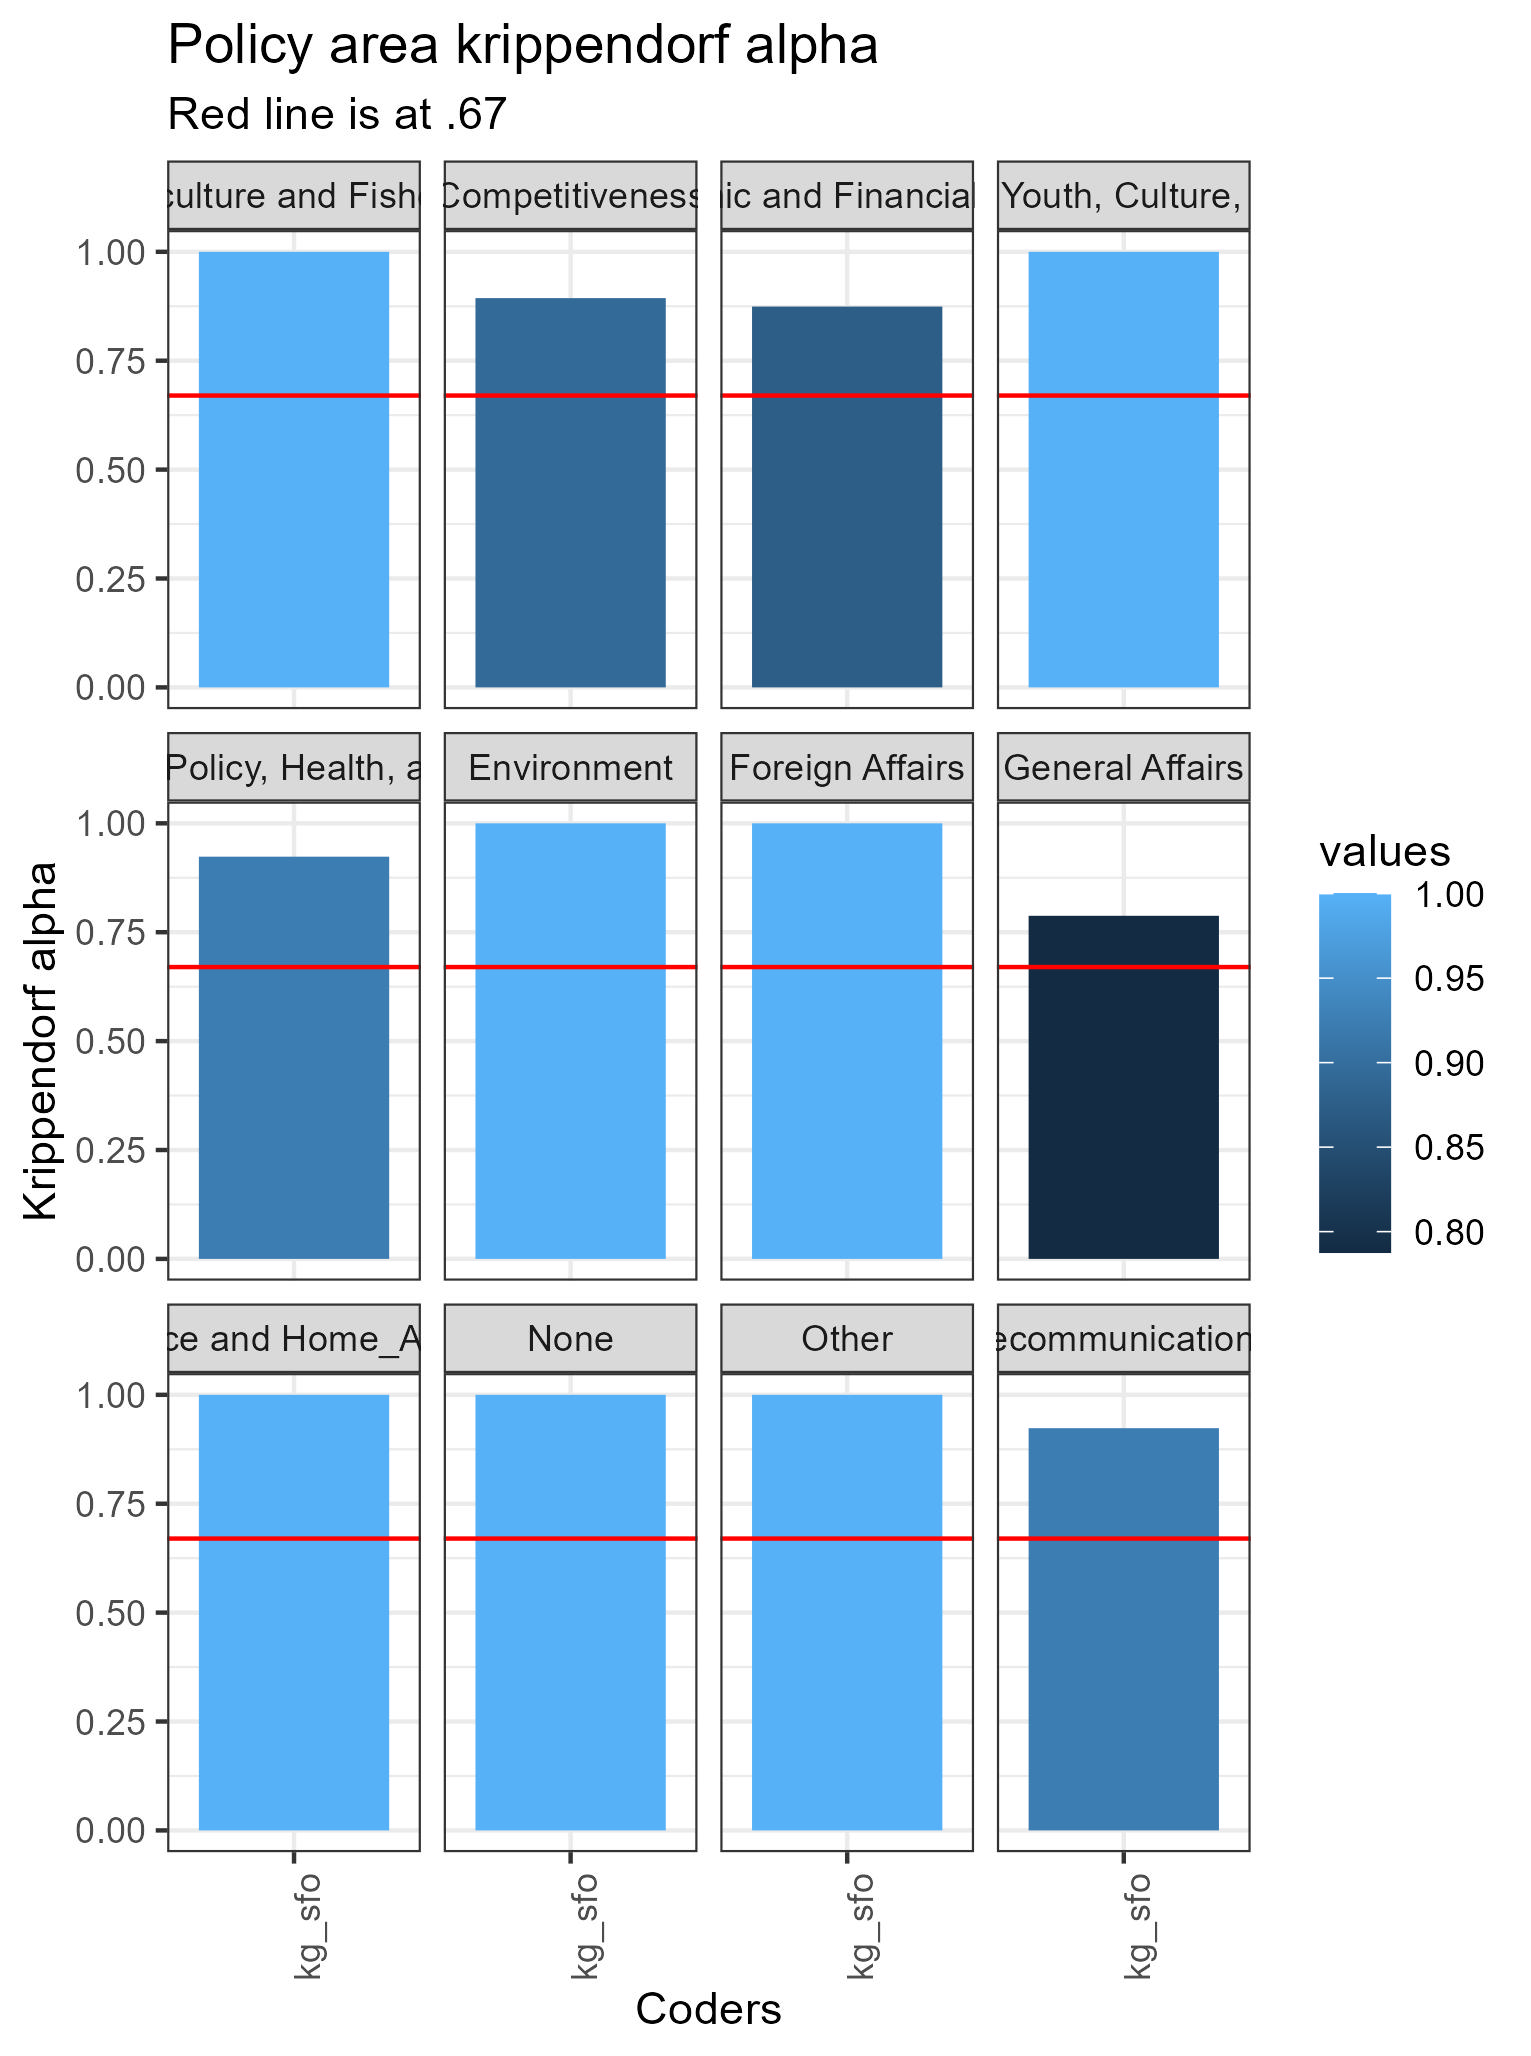 Policy area krippendorf alpha
Red line is at .67
culture and Fish
Competitiveness
ic and Financial
Youth, Culture,
1.00
0.75
0.50
0.25
0.00
Policy, Health, a
Environment
Foreign Affairs
General Affairs
1.00
0.75
0.50
0.25
0.00
ce and Home_A
None
Other
ecommunication
1.00
0.75
0.50
0.25
0.00
kg_sfo
kg_sfo
kg_sfo
kg_sfo
Coders
Krippendorf alpha
values
1.00
0.95
0.90
0.85
0.80